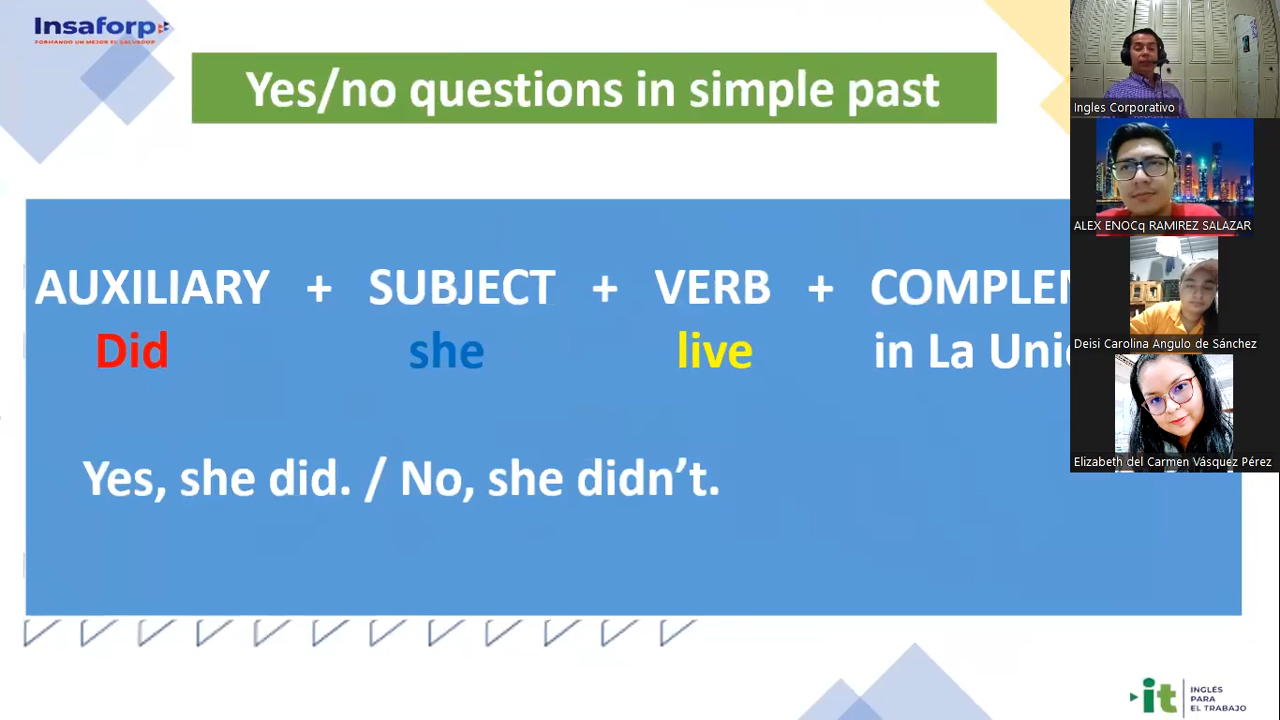 Insaforp
FORMANDO UN MEJOR EL SALVADOR
Yes/no questions in simple past
AUXILIARY + SUBJECT + VERB + COMPLEM
Did she live in La Uni
Yes, she did. / No, she didn’t.
Ingles Corporativo
ALEX ENOCq RAMIREZ SALAZAR
Deisi Carolina Angulo de Sánchez
Elizabeth del Carmen Vásquez Pérez
it INGLÉS
PARA
EL TRABAJO